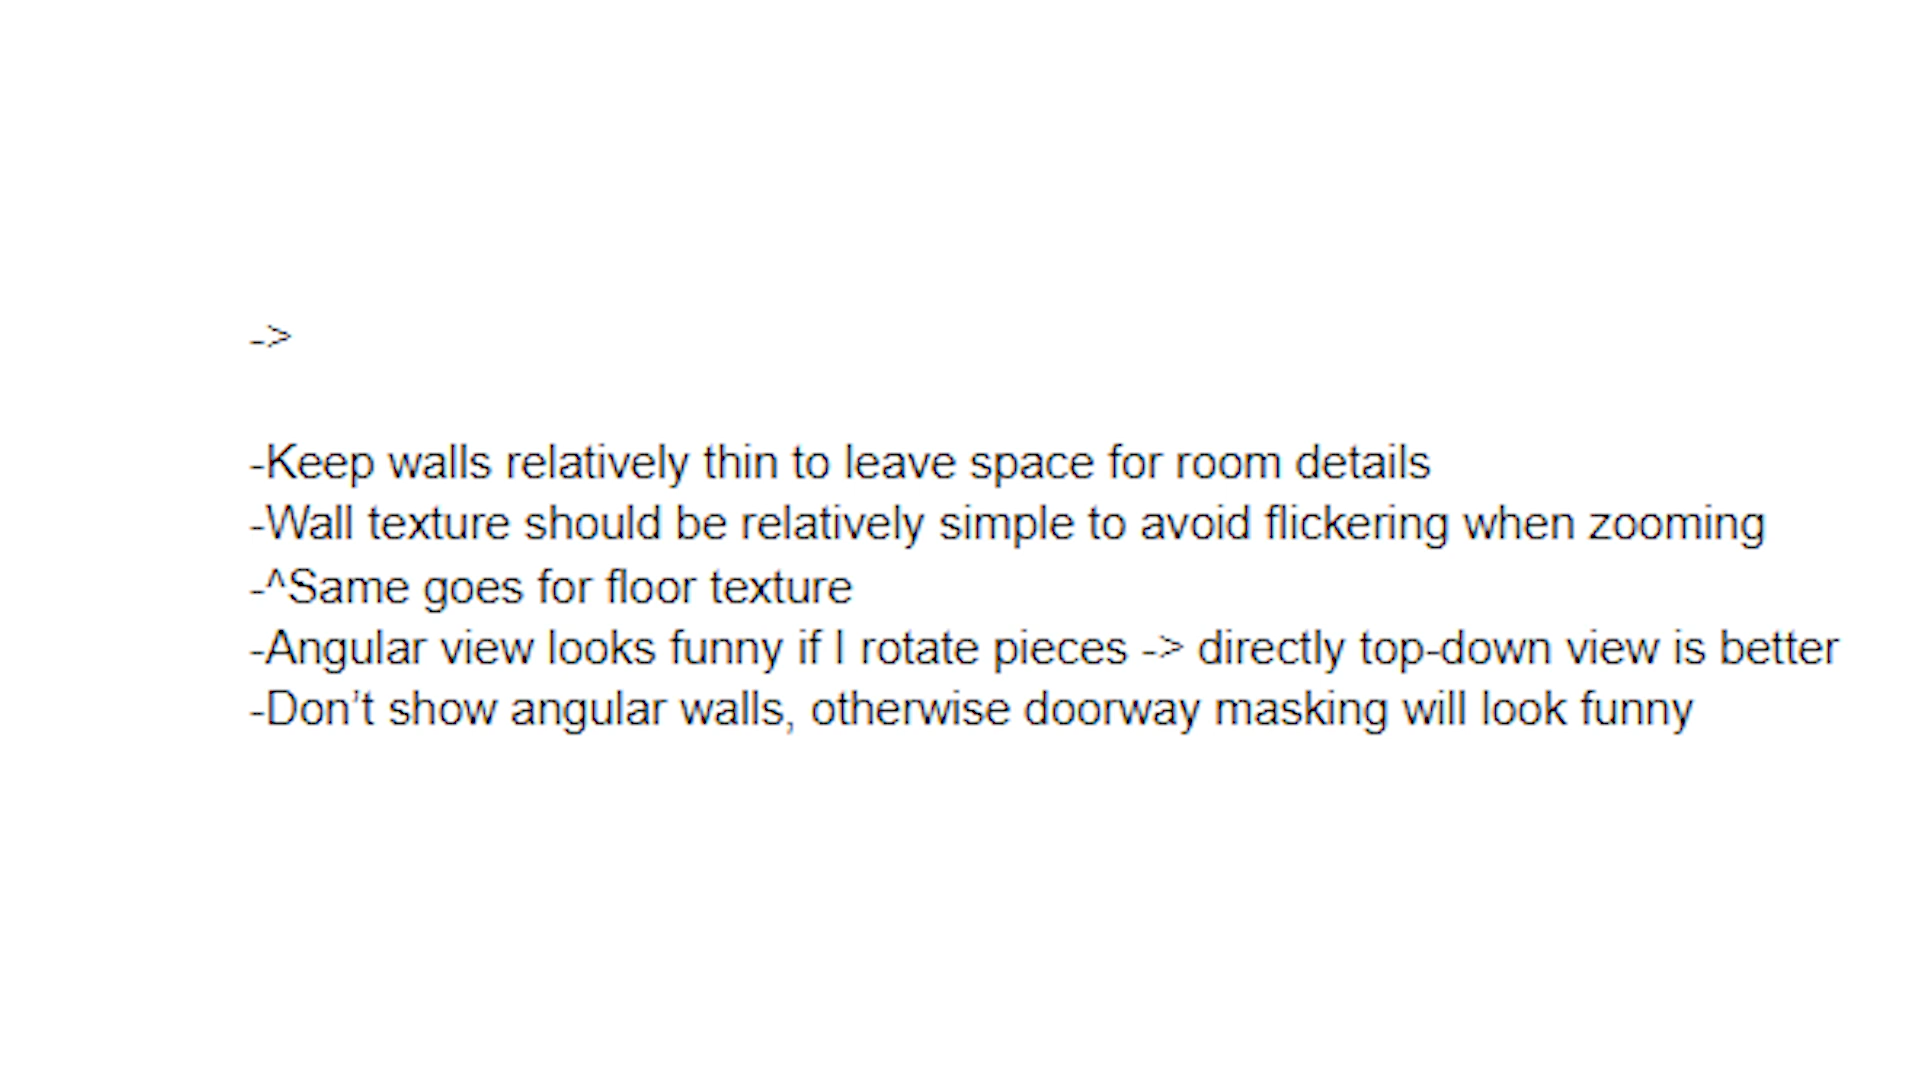 ->
-Keep walls relatively thin to leave space for room details
-Wall texture should be relatively simple to avoid flickering when zooming
-^Same goes for floor texture
-Angular view looks funny if I rotate pieces -> directly top-down view is better
-Don’t show angular walls, otherwise doorway masking will look funny